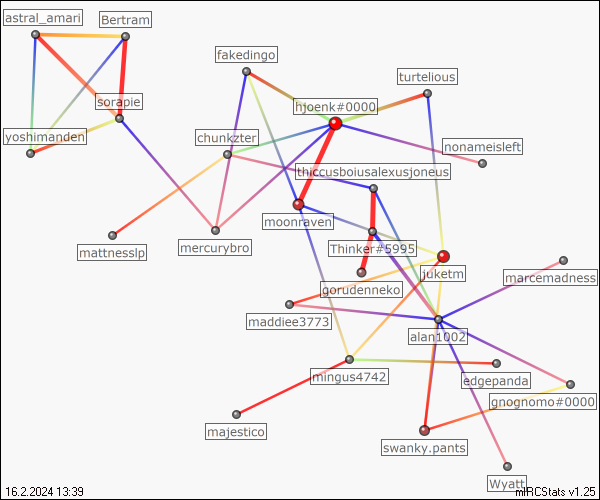 astral_amari
Bertram
fakedingo
turtelious
sorapie
hjoenk#0000
yoshimanden
chunkzter
nonameisleft
thiccusboiusalexusjoneus
moonraven
mattnesslp
mercurybro
Thinker#5995
juketm
marcemadness
gorudenneko
maddiee3773
alan1002
mingus4742
edgepanda
gnognomo#0000
majestico
swanky.pants
Wyatt
16.2.2024 13:39
mIRCStats v1.25